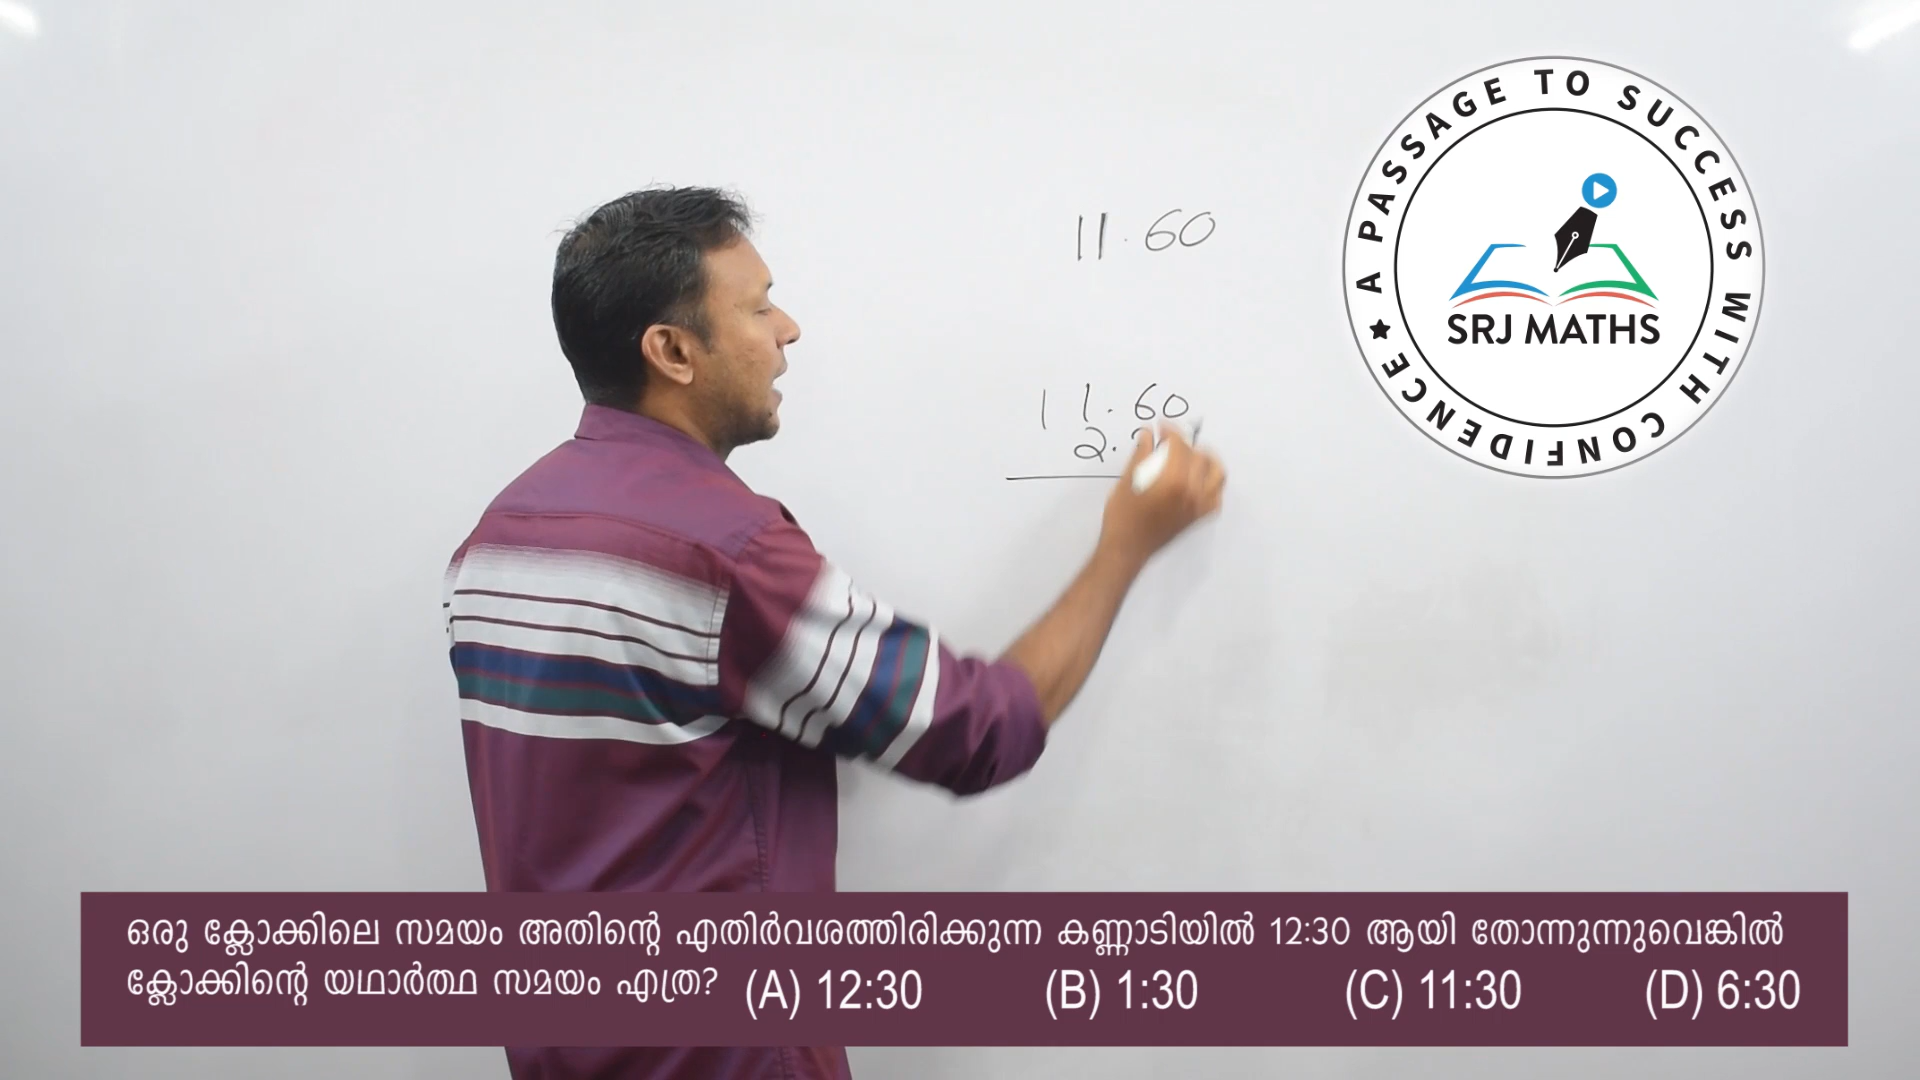 A PASSAGE TO SUCCESS WITH CONFIDENCE
SRJ MATHS
11.60
11.60
2.
ഒരു ക്ലോക്കിലെ സമയം അതിന്റെ എതിർവശത്തിരിക്കുന്ന കണ്ണാടിയിൽ 12:30 ആയി തോന്നുന്നുവെങ്കിൽ
ക്ലോക്കിന്റെ യഥാർത്ഥ സമയം എത്ര? (A) 12:30 (B) 1:30 (C) 11:30 (D) 6:30